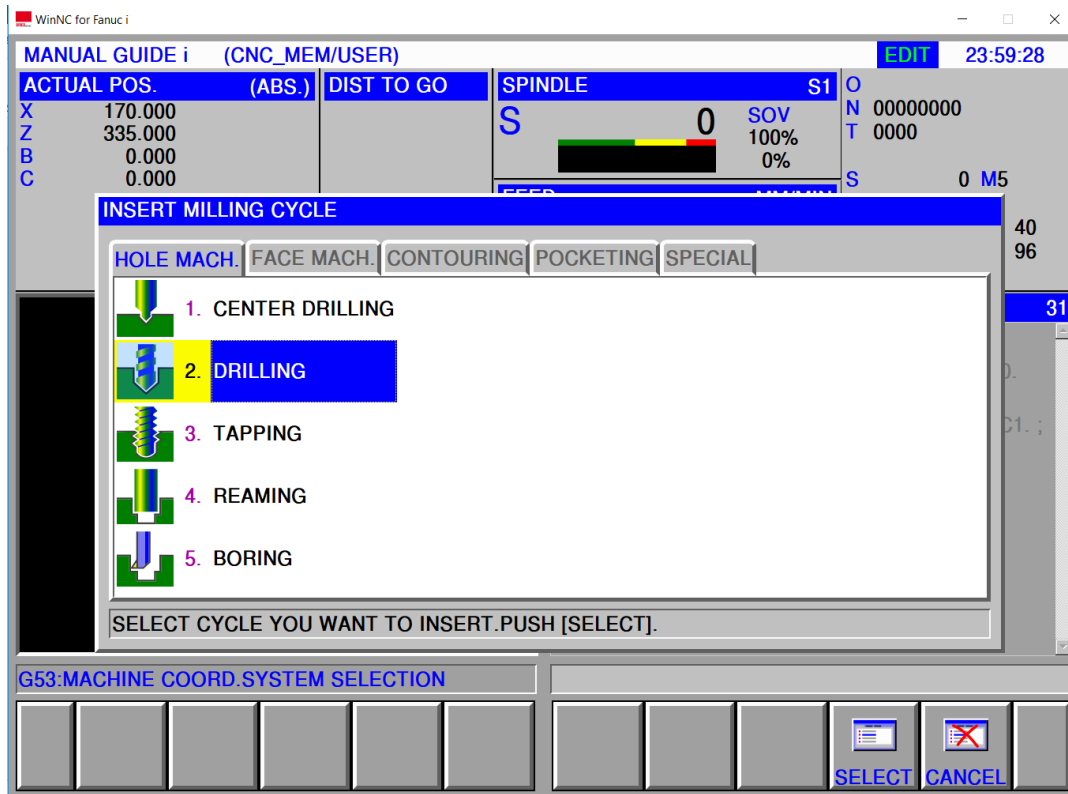 WinNC for Fanuc i
MANUAL GUIDE i (CNC_MEM/USER) EDIT 23:59:28
ACTUAL POS. (ABS.) DIST TO GO SPINDLE S1 O
X 170.000 S 0 SOV N 00000000
Z 335.000 100% T 0000
B 0.000 0%
C 0.000 S 0 M5
INSERT MILLING CYCLE
40
HOLE MACH. FACE MACH. CONTOURING POCKETING SPECIAL 96
1. CENTER DRILLING 31
2. DRILLING
C1. ;
3. TAPPING
4. REAMING
5. BORING
SELECT CYCLE YOU WANT TO INSERT.PUSH [SELECT].
G53:MACHINE COORD.SYSTEM SELECTION
SELECT CANCEL